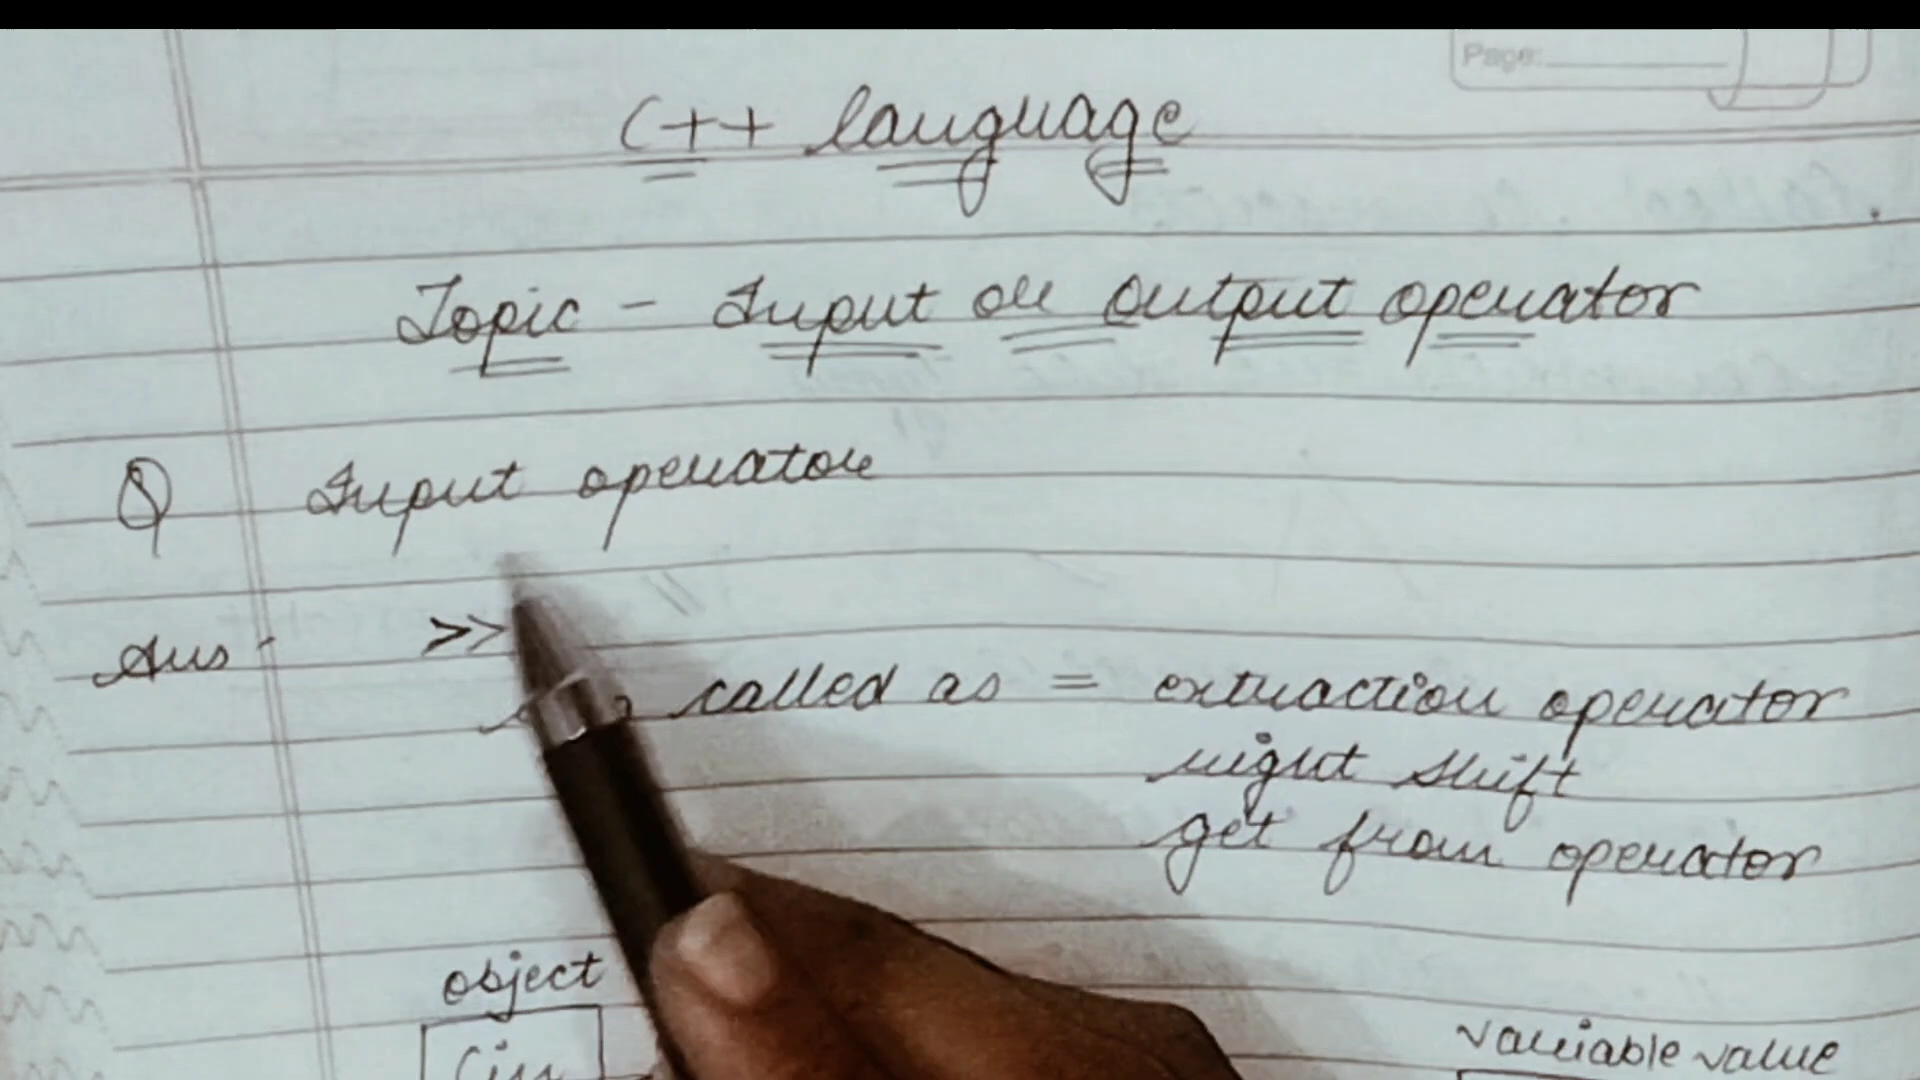 Page:
C++ language
Topic - Input or output operator
Q Input operator
Ans - >>
called as = extraction operator
right shift
get from operator
object
Cin
variable value